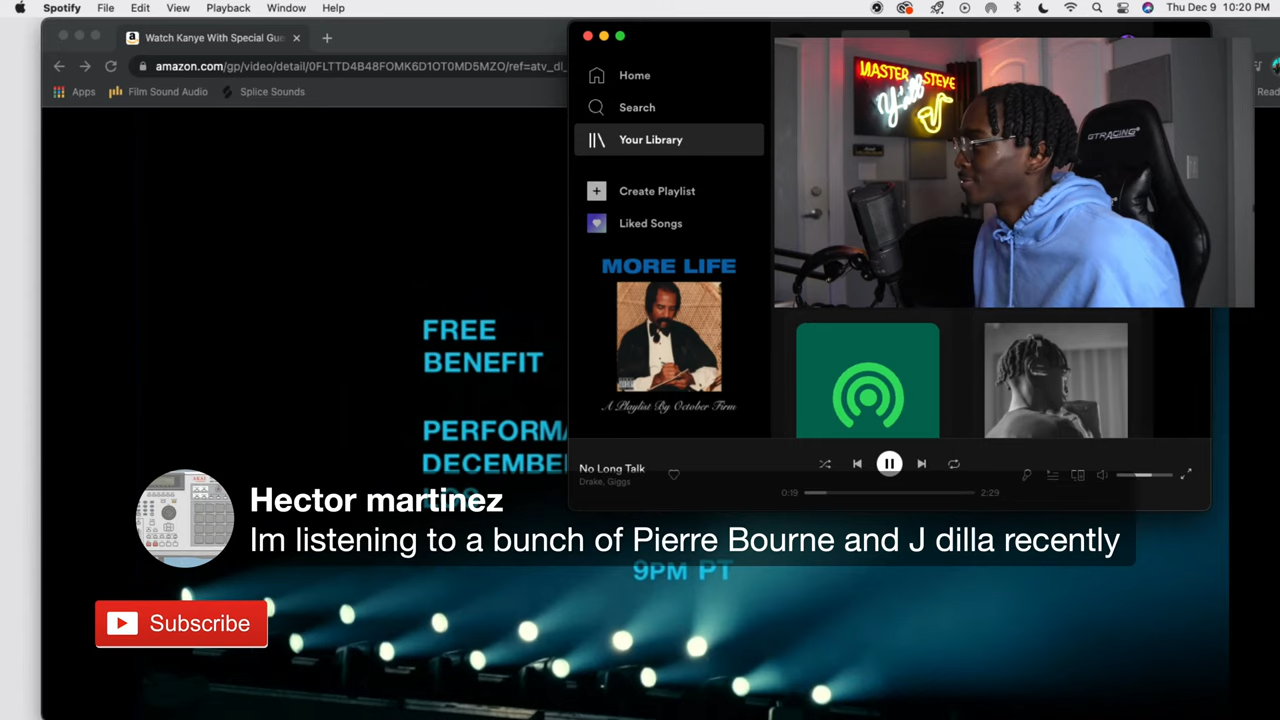 Spotify File Edit View Playback Window Help
Thu Dec 9 10:20 PM
Watch Kanye With Special Gue
amazon.com/gp/video/detail/0FLTTD4B48FOMK6D1OT0MD5MZO/ref=atv_dl_
Apps Film Sound Audio Splice Sounds
Read
Home
Search
Your Library
Create Playlist
Liked Songs
MORE LIFE
A Playlist By October Firm
MASTER STEVE
y'all
GTRACING
FREE
BENEFIT
PERFORMA
DECEMBE
9PM PT
No Long Talk
Drake, Giggs
0:19
2:29
Hector martinez
Im listening to a bunch of Pierre Bourne and J dilla recently
Subscribe